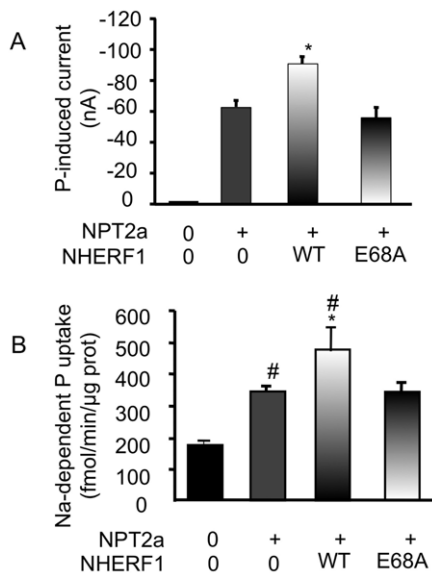 A
P-induced current
(nA)
-120
-100
-80
-60
-40
-20
0
*
NPT2a 0 + + +
NHERF1 0 0 WT E68A
B
Na-dependent P uptake
(fmol/min/µg prot)
600
500
400
300
200
100
0
#
#
*
NPT2a 0 + + +
NHERF1 0 0 WT E68A